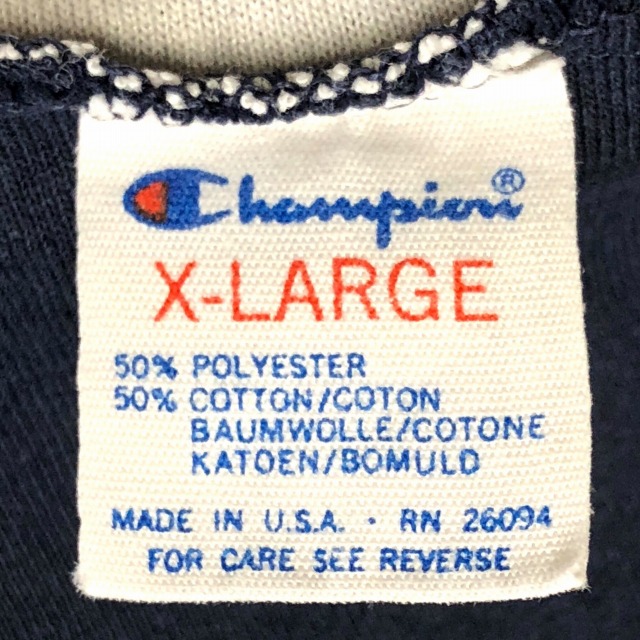 Champion®
X-LARGE
50% POLYESTER
50% COTTON/COTON
BAUMWOLLE/COTONE
KATOEN/BOMULD
MADE IN U.S.A. · RN 26094
FOR CARE SEE REVERSE